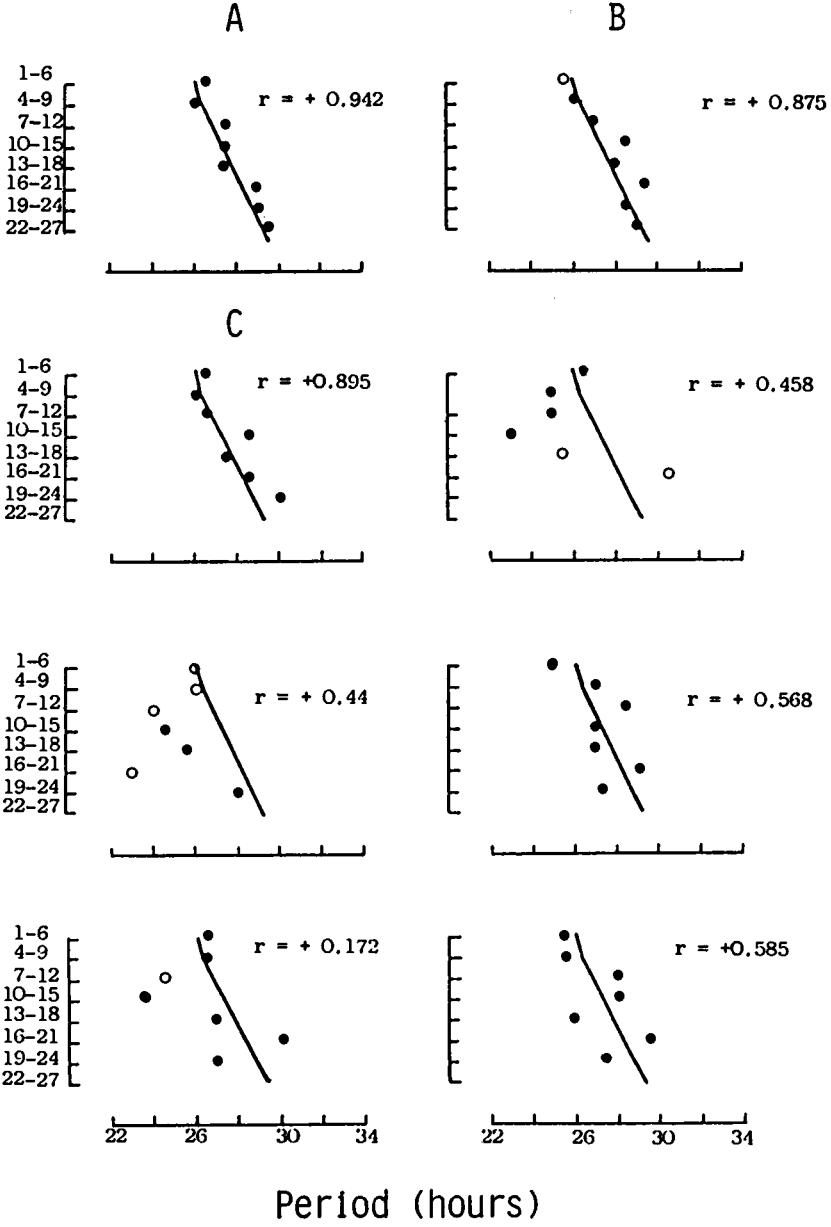 A
B
1-6
4-9
7-12
10-15
13-18
16-21
19-24
22-27
r = + 0.942
r = + 0.875
C
1-6
4-9
7-12
10-15
13-18
16-21
19-24
22-27
r = +0.895
r = + 0.458
1-6
4-9
7-12
10-15
13-18
16-21
19-24
22-27
r = + 0.44
r = + 0.568
1-6
4-9
7-12
10-15
13-18
16-21
19-24
22-27
r = + 0.172
r = +0.585
22 26 30 34
22 26 30 34
Period (hours)